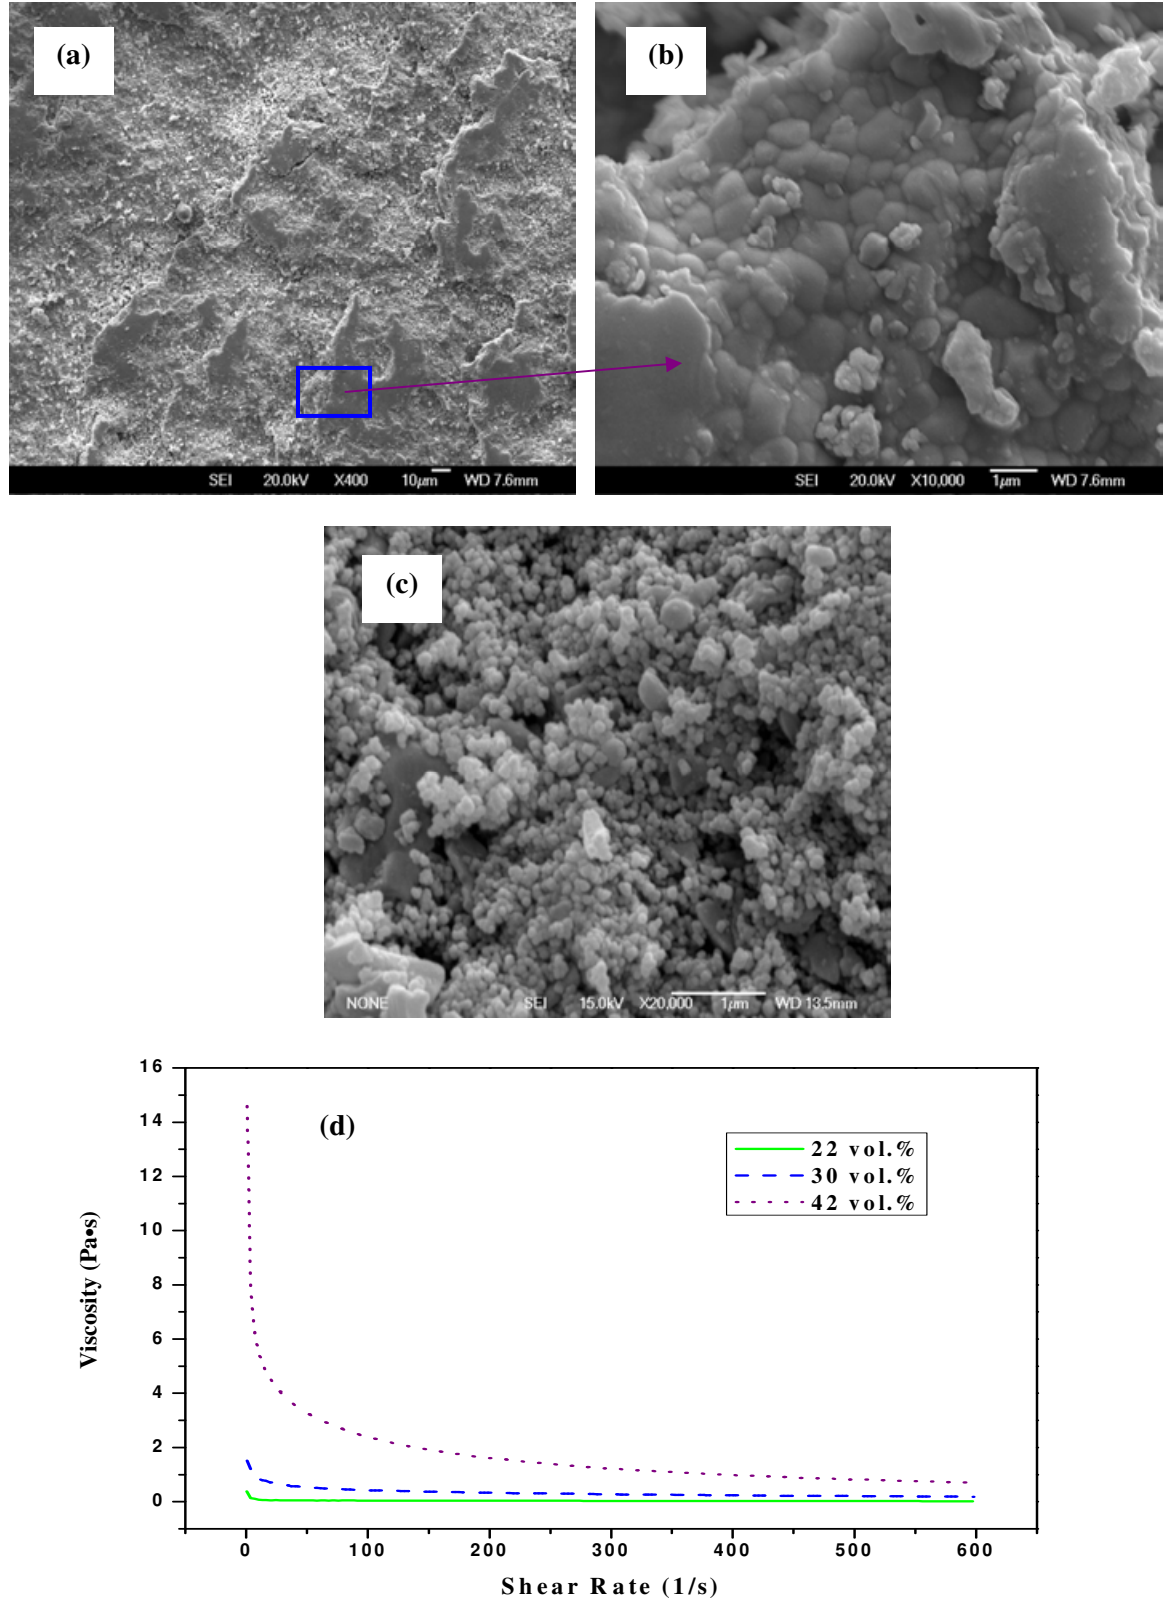 (a)
(b)
SEI 20.0kV X400 10μm WD 7.6mm
SEI 20.0kV X10,000 1μm WD 7.6mm
(c)
NONE SEI 15.0kV X20,000 1μm WD 13.5mm
(d)
22 vol.%
30 vol.%
42 vol.%
16
14
12
10
8
6
4
2
0
Viscosity (Pa•s)
0 100 200 300 400 500 600
Shear Rate (1/s)